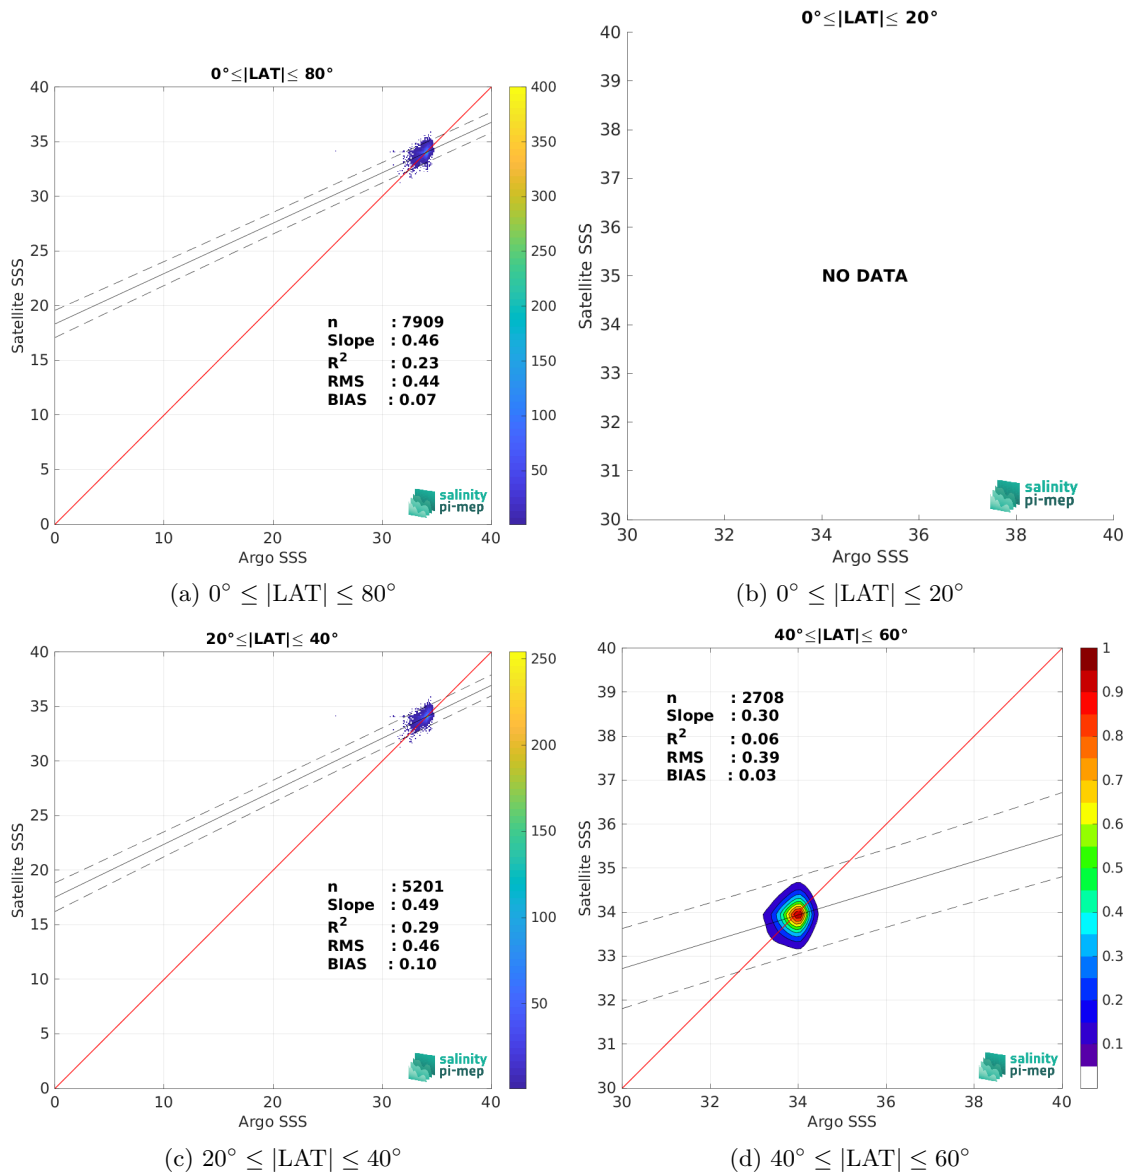 0°≤|LAT|≤ 80°
40
35
30
25
20
15
10
5
0
0
10
20
30
40
Satellite SSS
Argo SSS
n : 7909
Slope : 0.46
R² : 0.23
RMS : 0.44
BIAS : 0.07
400
350
300
250
200
150
100
50
salinity
pi-mep
(a) 0° ≤ |LAT| ≤ 80°
0°≤|LAT|≤ 20°
40
39
38
37
36
35
34
33
32
31
30
30
32
34
36
38
40
Satellite SSS
Argo SSS
NO DATA
salinity
pi-mep
(b) 0° ≤ |LAT| ≤ 20°
20°≤|LAT|≤ 40°
40
35
30
25
20
15
10
5
0
0
10
20
30
40
Satellite SSS
Argo SSS
n : 5201
Slope : 0.49
R² : 0.29
RMS : 0.46
BIAS : 0.10
250
200
150
100
50
salinity
pi-mep
(c) 20° ≤ |LAT| ≤ 40°
40°≤|LAT|≤ 60°
40
39
38
37
36
35
34
33
32
31
30
30
32
34
36
38
40
Satellite SSS
Argo SSS
n : 2708
Slope : 0.30
R² : 0.06
RMS : 0.39
BIAS : 0.03
1
0.9
0.8
0.7
0.6
0.5
0.4
0.3
0.2
0.1
salinity
pi-mep
(d) 40° ≤ |LAT| ≤ 60°